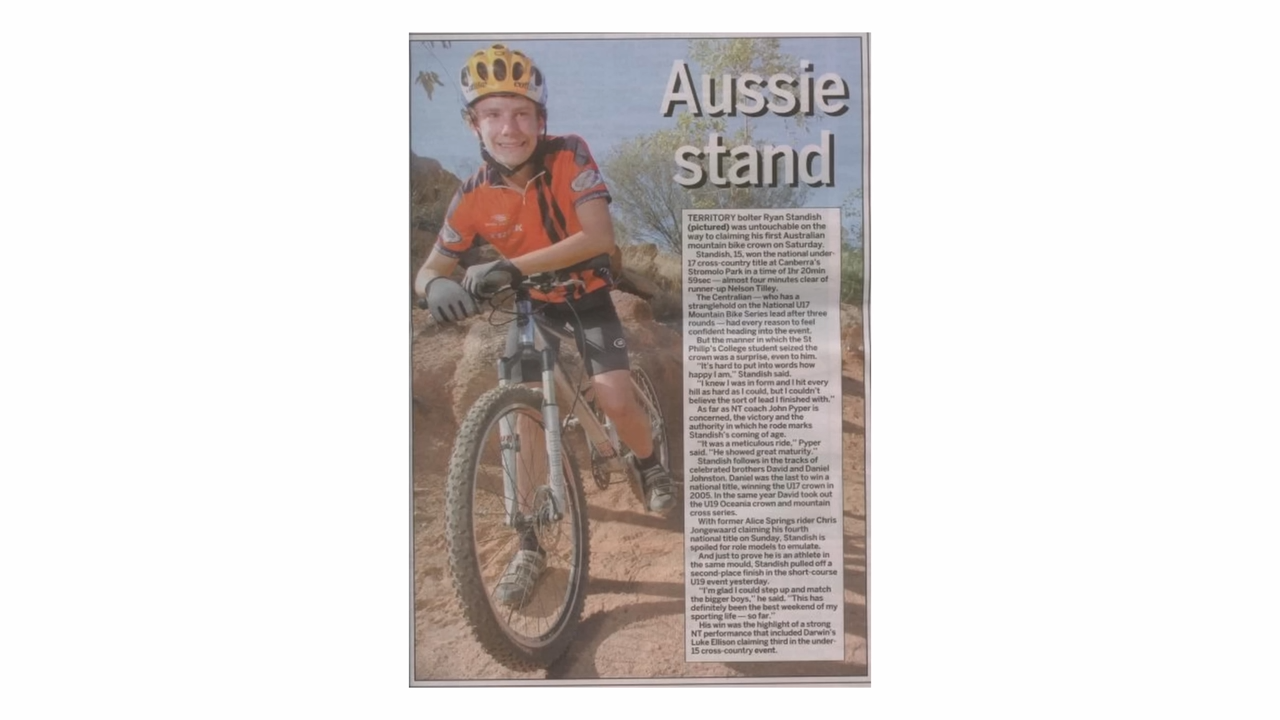 Aussie
stand
TERRITORY bolter Ryan Standish
(pictured) was untouchable on the
way to claiming his first Australian
mountain bike crown on Saturday.
Standish, 15, won the national under-
17 cross-country title at Canberra's
Stromolo Park in a time of 1hr 20min
59sec — almost four minutes clear of
runner-up Nelson Tilley.
The Centralian — who has a
stranglehold on the National U17
Mountain Bike Series lead after three
rounds — had every reason to feel
confident heading into the event.
But the manner in which the St
Philip's College student seized the
crown was a surprise, even to him.
"It's hard to put into words how
happy I am," Standish said.
"I knew I was in form and I hit every
hill as hard as I could, but I couldn't
believe the sort of lead I finished with."
As far as NT coach John Pyper is
concerned, the victory and the
authority in which he rode marks
Standish's coming of age.
"It was a meticulous ride," Pyper
said. "He showed great maturity."
Standish follows in the tracks of
celebrated brothers David and Daniel
Johnston. Daniel was the last to win a
national title, winning the U17 crown in
2005. In the same year David took out
the U19 Oceania crown and mountain
cross series.
With former Alice Springs rider Chris
Jongewaard claiming his fourth
national title on Sunday, Standish is
spoiled for role models to emulate.
And just to prove he is an athlete in
the same mould, Standish pulled off a
second-place finish in the short-course
U19 event yesterday.
"I'm glad I could step up and match
the bigger boys," he said. "This has
definitely been the best weekend of my
sporting life — so far."
His win was the highlight of a strong
NT performance that included Darwin's
Luke Ellison claiming third in the under-
15 cross-country event.